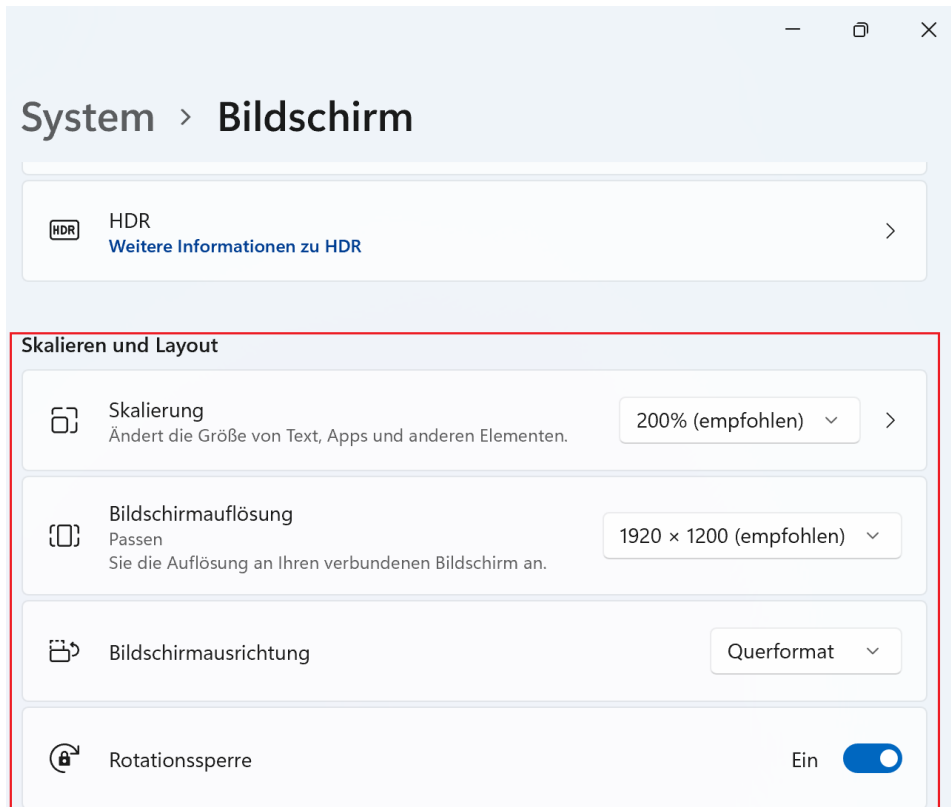 System > Bildschirm
HDR
HDR
Weitere Informationen zu HDR
Skalieren und Layout
Skalierung
Ändert die Größe von Text, Apps und anderen Elementen.
200% (empfohlen)
Bildschirmauflösung
Passen
Sie die Auflösung an Ihren verbundenen Bildschirm an.
1920 × 1200 (empfohlen)
Bildschirmausrichtung
Querformat
Rotationssperre
Ein